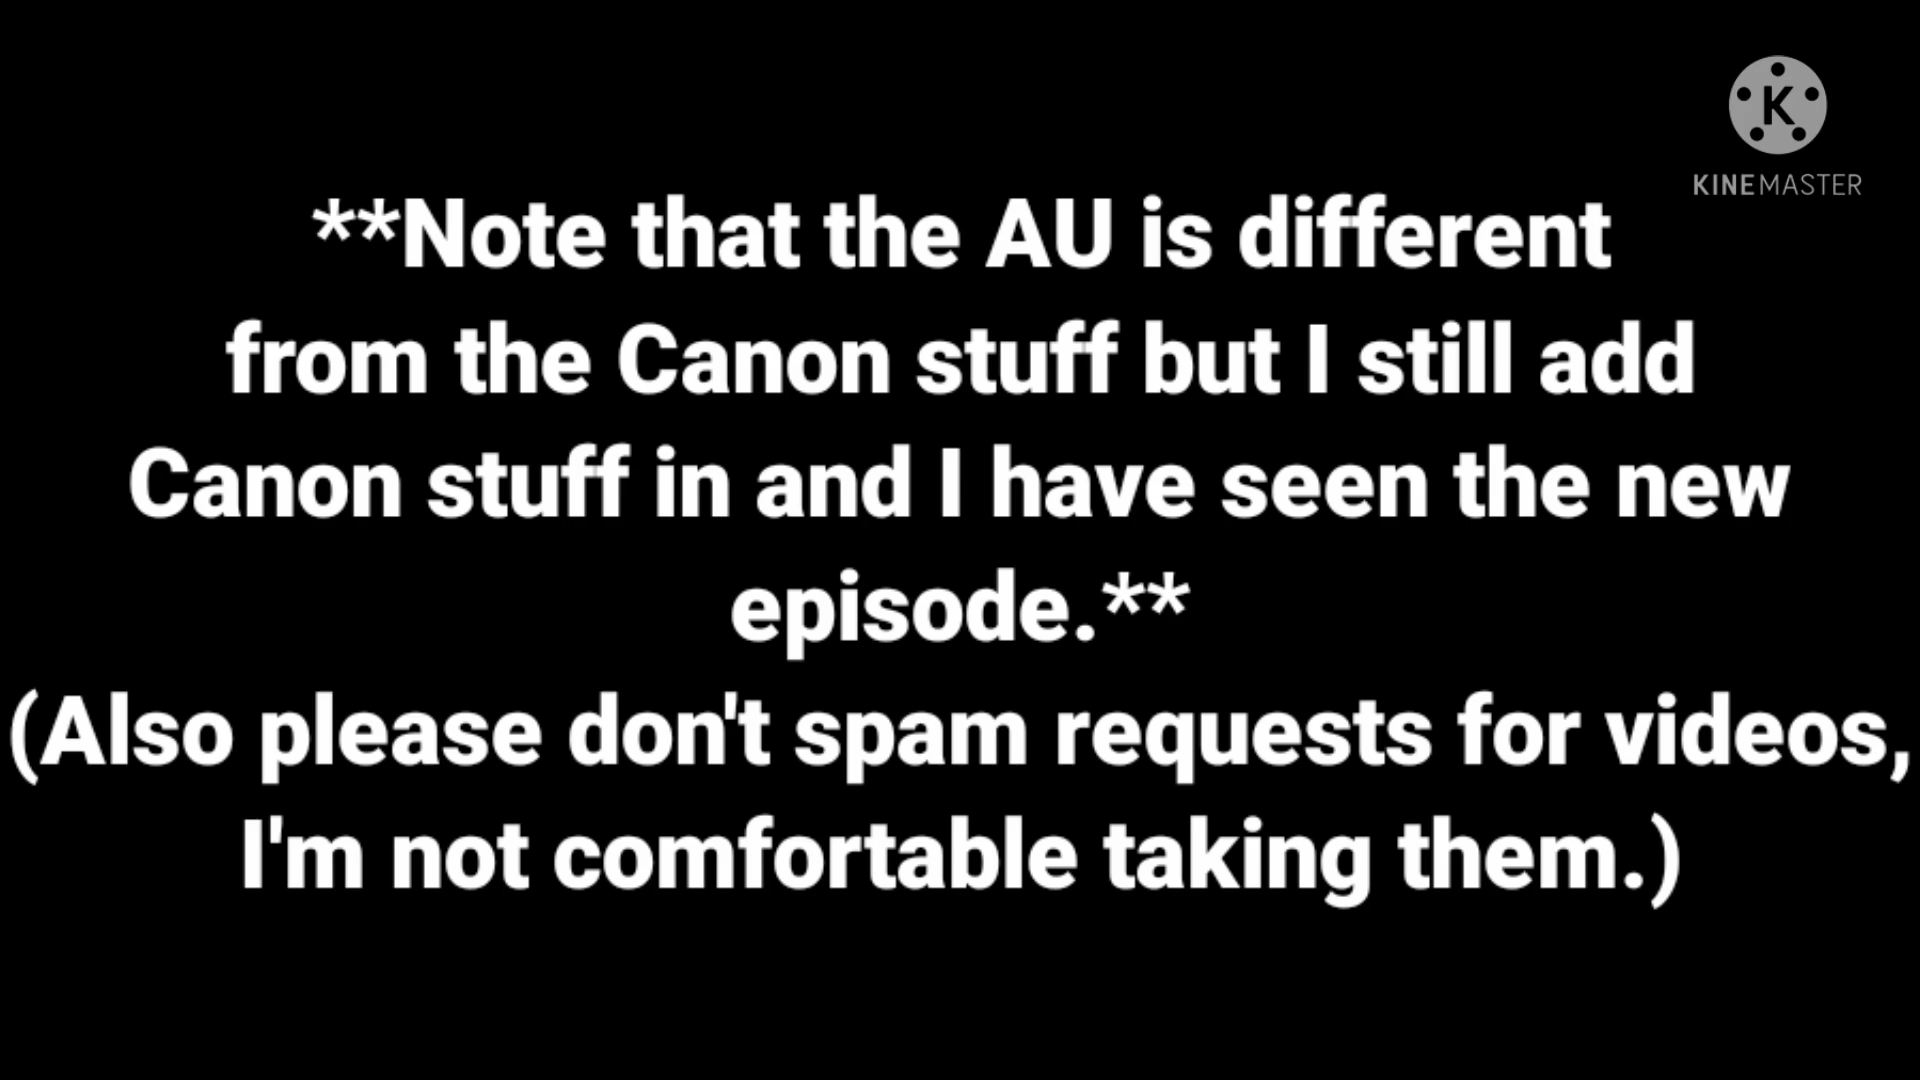 K
KINEMASTER
**Note that the AU is different
from the Canon stuff but I still add
Canon stuff in and I have seen the new
episode.**
(Also please don't spam requests for videos,
I'm not comfortable taking them.)